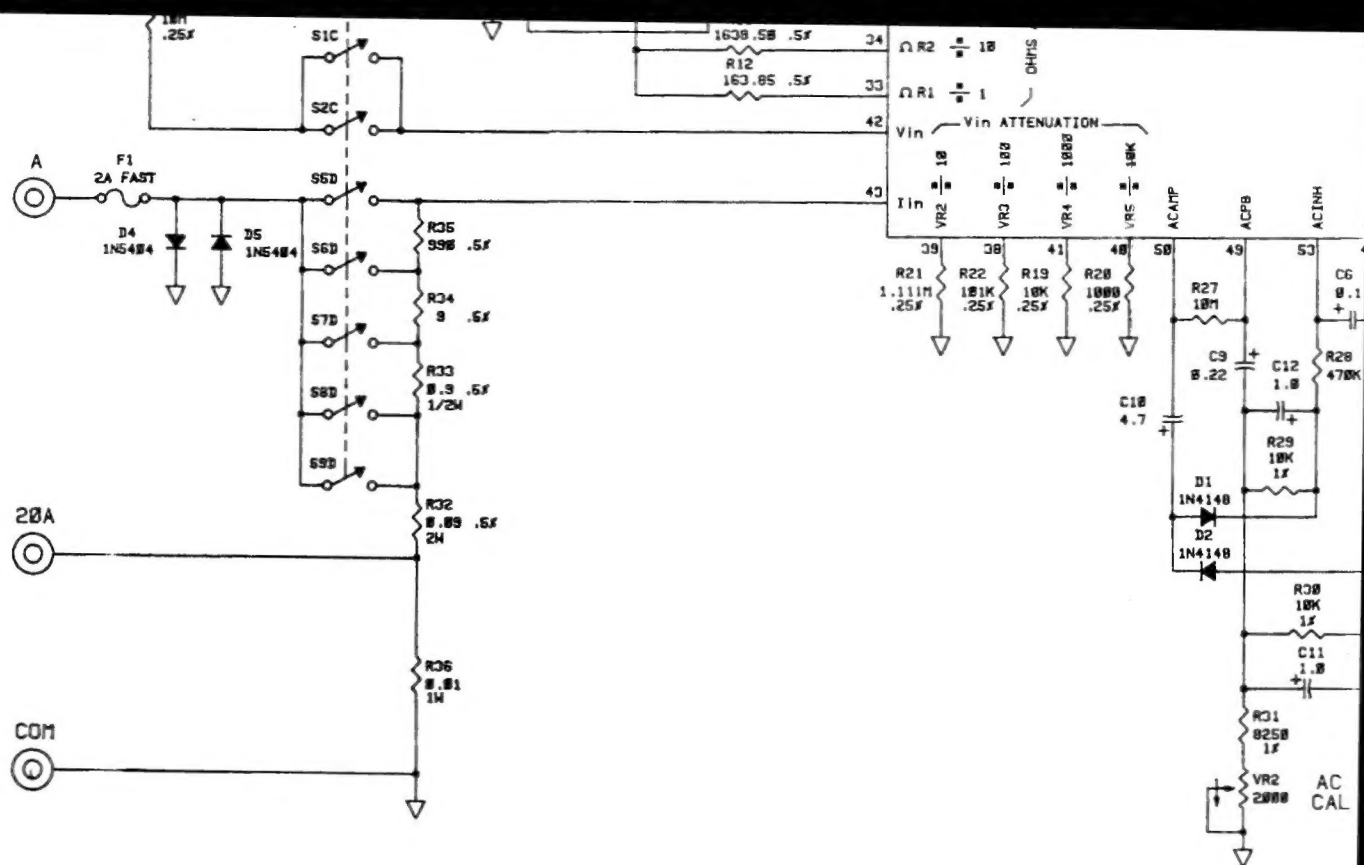 10M
.25%
S1C
S2C
1638.50 .5%
R12
163.85 .5%
34
33
42
43
Ω R2 ÷ 10
Ω R1 ÷ 1
OHMS
Vin
Vin ATTENUATION
Iin
VR2 ÷ 10
VR3 ÷ 100
VR4 ÷ 1000
VR5 ÷ 10K
ACAMP
ACPB
ACINH
39
38
41
40
50
49
53
4
A
F1
2A FAST
D4
1N5404
D5
1N5404
S5D
S6D
S7D
S8D
S9D
R35
990 .5%
R34
9 .5%
R33
0.9 .5%
1/2W
R32
0.09 .5%
2W
R36
0.01
1W
20A
COM
R21
1.111M
.25%
R22
101K
.25%
R19
10K
.25%
R20
1000
.25%
R27
10M
C6
0.1
+
C9
0.22
+
C12
1.0
+
R28
470K
C10
4.7
+
R29
10K
1%
D1
1N4148
D2
1N4148
R30
10K
1%
C11
1.0
+
R31
8250
1%
VR2
2000
AC
CAL